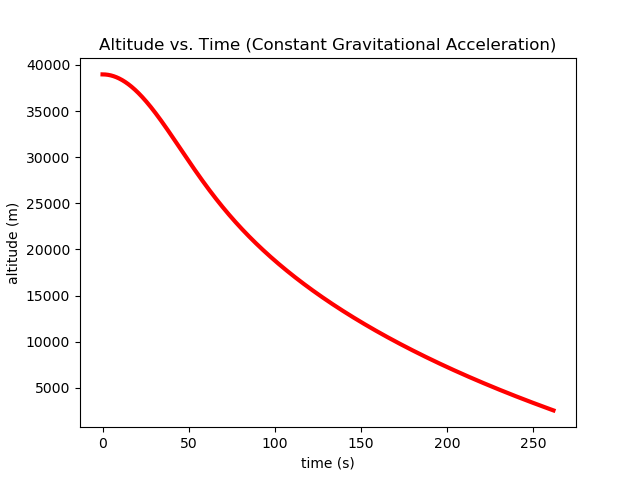 Altitude vs. Time (Constant Gravitational Acceleration)
40000
35000
30000
25000
20000
15000
10000
5000
altitude (m)
0 50 100 150 200 250
time (s)